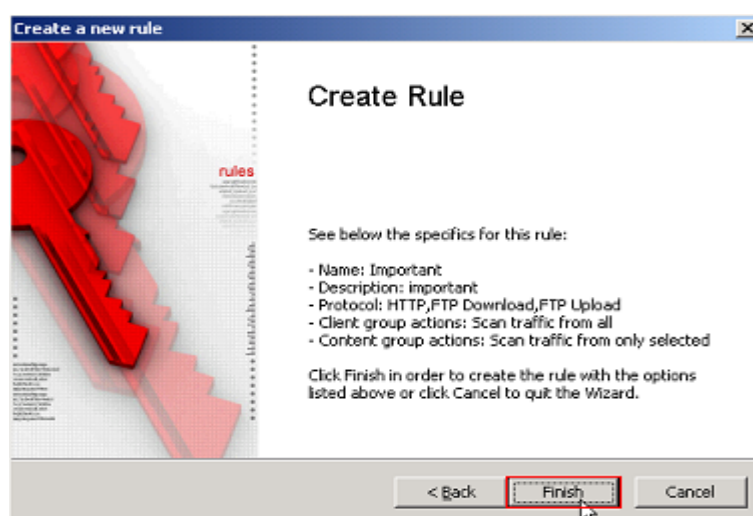 Create a new rule
rules
Create Rule
See below the specifics for this rule:
- Name: Important
- Description: important
- Protocol: HTTP,FTP Download,FTP Upload
- Client group actions: Scan traffic from all
- Content group actions: Scan traffic from only selected
Click Finish in order to create the rule with the options
listed above or click Cancel to quit the Wizard.
< Back
Finish
Cancel